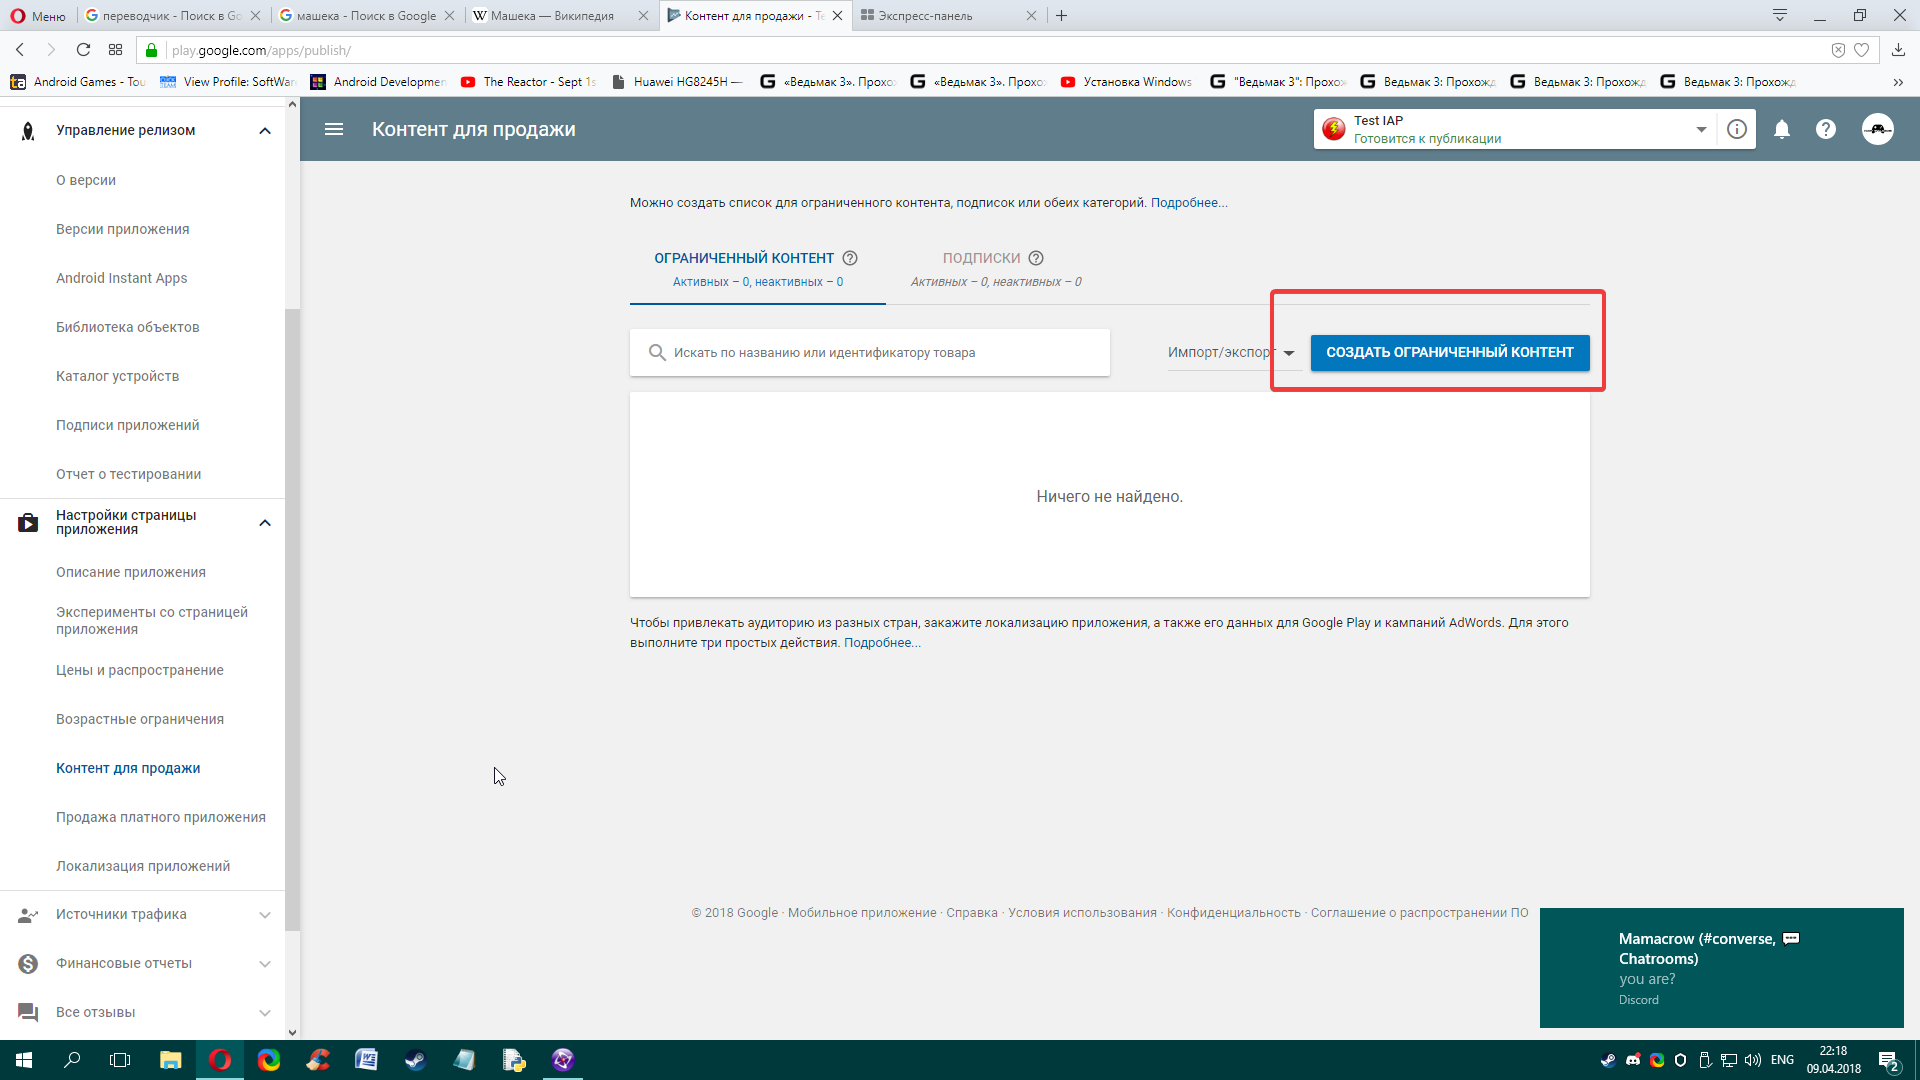 Меню
переводчик - Поиск в Go
машека - Поиск в Google
Машека — Википедия
Контент для продажи - Te
Экспресс-панель
play.google.com/apps/publish/
Android Games - Tou
View Profile: SoftWare
Android Developmen
The Reactor - Sept 1s
Huawei HG8245H —
«Ведьмак 3». Прохо
«Ведьмак 3». Прохо
Установка Windows
"Ведьмак 3": Прохож
Ведьмак 3: Прохожд
Ведьмак 3: Прохожд
Ведьмак 3: Прохожд
Управление релизом
О версии
Версии приложения
Android Instant Apps
Библиотека объектов
Каталог устройств
Подписи приложений
Отчет о тестировании
Настройки страницы
приложения
Описание приложения
Эксперименты со страницей
приложения
Цены и распространение
Возрастные ограничения
Контент для продажи
Продажа платного приложения
Локализация приложений
Источники трафика
Финансовые отчеты
Все отзывы
Контент для продажи
Test IAP
Готовится к публикации
Можно создать список для ограниченного контента, подписок или обеих категорий. Подробнее...
ОГРАНИЧЕННЫЙ КОНТЕНТ
Активных – 0, неактивных – 0
ПОДПИСКИ
Активных – 0, неактивных – 0
Искать по названию или идентификатору товара
Импорт/экспорт
СОЗДАТЬ ОГРАНИЧЕННЫЙ КОНТЕНТ
Ничего не найдено.
Чтобы привлекать аудиторию из разных стран, закажите локализацию приложения, а также его данных для Google Play и кампаний AdWords. Для этого
выполните три простых действия. Подробнее...
© 2018 Google · Мобильное приложение · Справка · Условия использования · Конфиденциальность · Соглашение о распространении ПО
Mamacrow (#converse,
Chatrooms)
you are?
Discord
ENG
22:18
09.04.2018
2